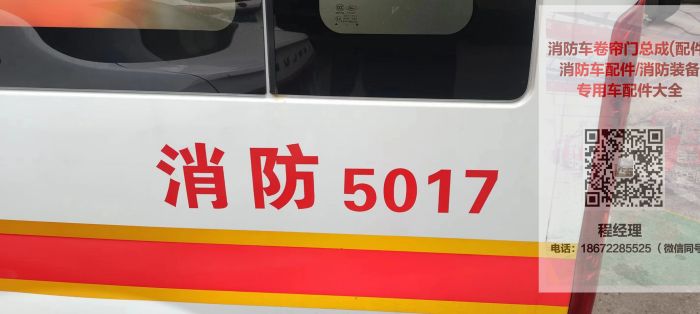 消防 5017
消防车卷帘门总成(配件
消防车配件/消防装备
专用车配件大全
程经理
电话：18672285525（微信同号